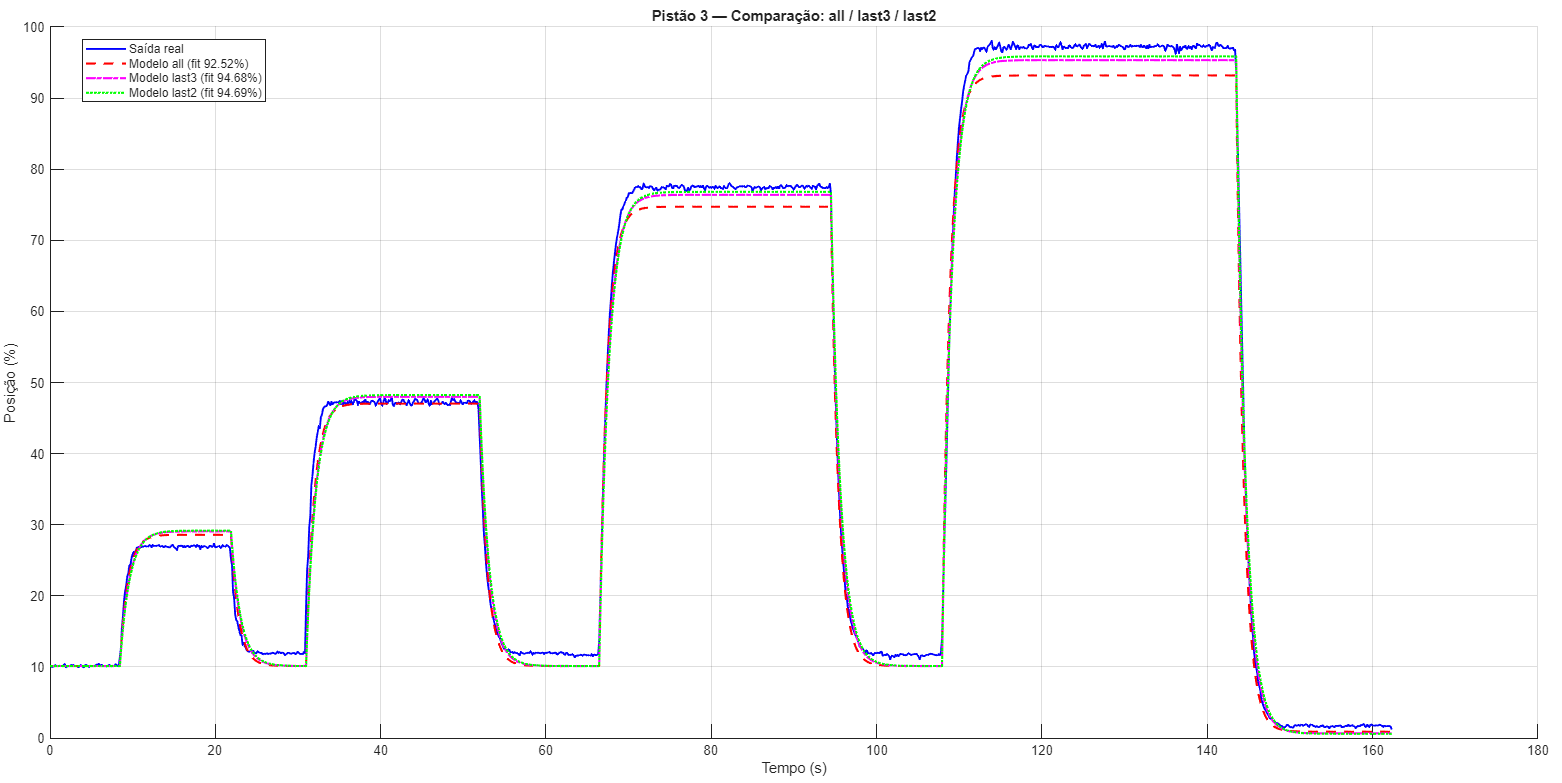 Pistão 3 — Comparação: all / last3 / last2
Saída real
Modelo all (fit 92.52%)
Modelo last3 (fit 94.68%)
Modelo last2 (fit 94.69%)
Posição (%)
100
90
80
70
60
50
40
30
20
10
0
0 20 40 60 80 100 120 140 160 180
Tempo (s)